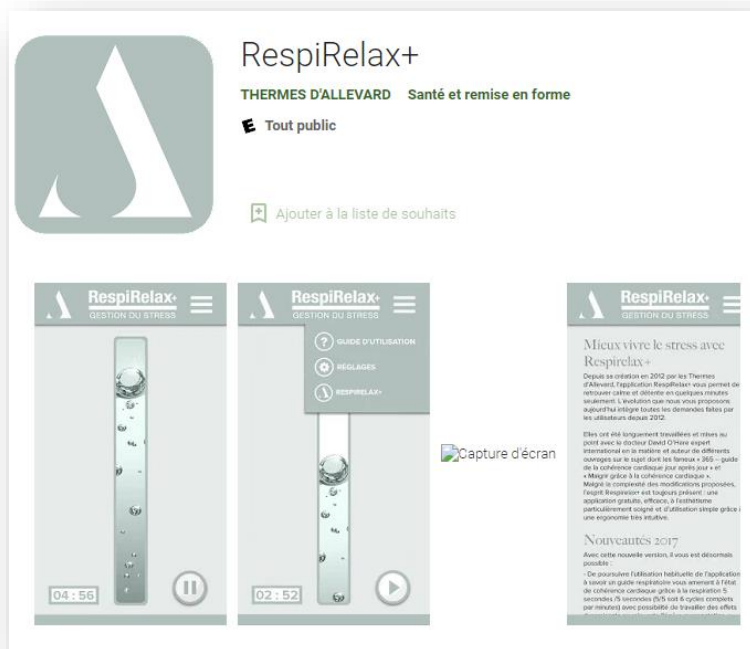 RespiRelax+
THERMES D'ALLEVARD Santé et remise en forme
E Tout public
Ajouter à la liste de souhaits
RespiRelax+
GESTION DU STRESS
04 : 56
RespiRelax+
GESTION DU STRESS
? GUIDE D'UTILISATION
RÉGLAGES
RESPIRELAX+
02 : 52
Capture d'écran
RespiRelax+
GESTION DU STRESS
Mieux vivre le stress avec
Respirelax+
Depuis sa création en 2012 par les Thermes
d'Allevard, l'application RespiRelax+ vous permet de
retrouver calme et détente en quelques minutes
seulement. L'évolution que nous vous proposons
aujourd'hui intègre toutes les demandes faites par
les utilisateurs depuis 2012.
Elles ont été longuement travaillées et mises au
point avec le docteur David O'Hare expert
international en la matière et auteur de différents
ouvrages sur le sujet dont les fameux « 365 – guide
de la cohérence cardiaque jour après jour » et
« Maigrir grâce à la cohérence cardiaque ».
Malgré la complexité des modifications proposées,
l'esprit Respirelax+ est toujours présent : une
application gratuite, efficace, à l'esthétisme
particulièrement soigné et d'utilisation simple grâce à
une ergonomie très intuitive.
Nouveautés 2017
Avec cette nouvelle version, il vous est désormais
possible :
- De poursuivre l'utilisation habituelle de l'application
à savoir un guide respiratoire vous amenant à l'état
de cohérence cardiaque grâce à la respiration 5
secondes /5 secondes (5/5 soit 6 cycles complets
par minutes) avec possibilité de travailler des effets